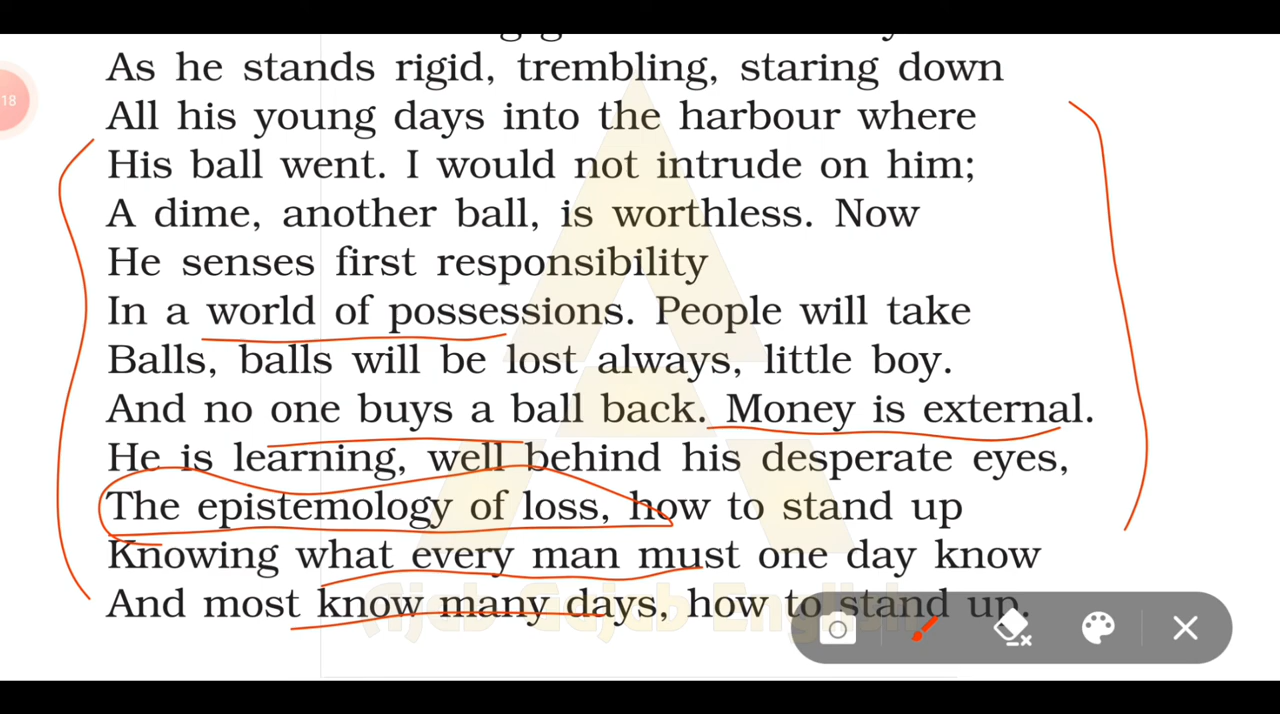 As he stands rigid, trembling, staring down
All his young days into the harbour where
His ball went. I would not intrude on him;
A dime, another ball, is worthless. Now
He senses first responsibility
In a world of possessions. People will take
Balls, balls will be lost always, little boy.
And no one buys a ball back. Money is external.
He is learning, well behind his desperate eyes,
The epistemology of loss, how to stand up
Knowing what every man must one day know
And most know many days, how to stand up.
Ajab Gajab English
18